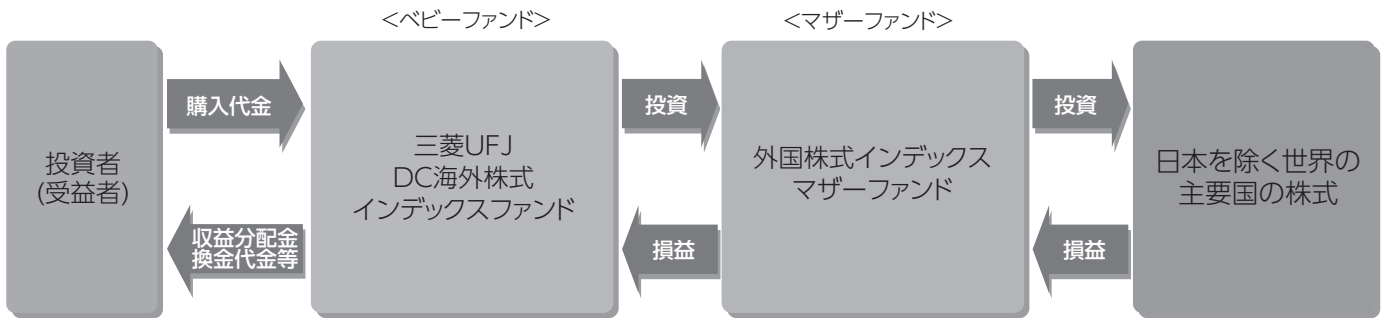 <ベビーファンド>
<マザーファンド>
投資者
(受益者)
購入代金
収益分配金
換金代金等
三菱UFJ
DC海外株式
インデックスファンド
投資
損益
外国株式インデックス
マザーファンド
投資
損益
日本を除く世界の
主要国の株式